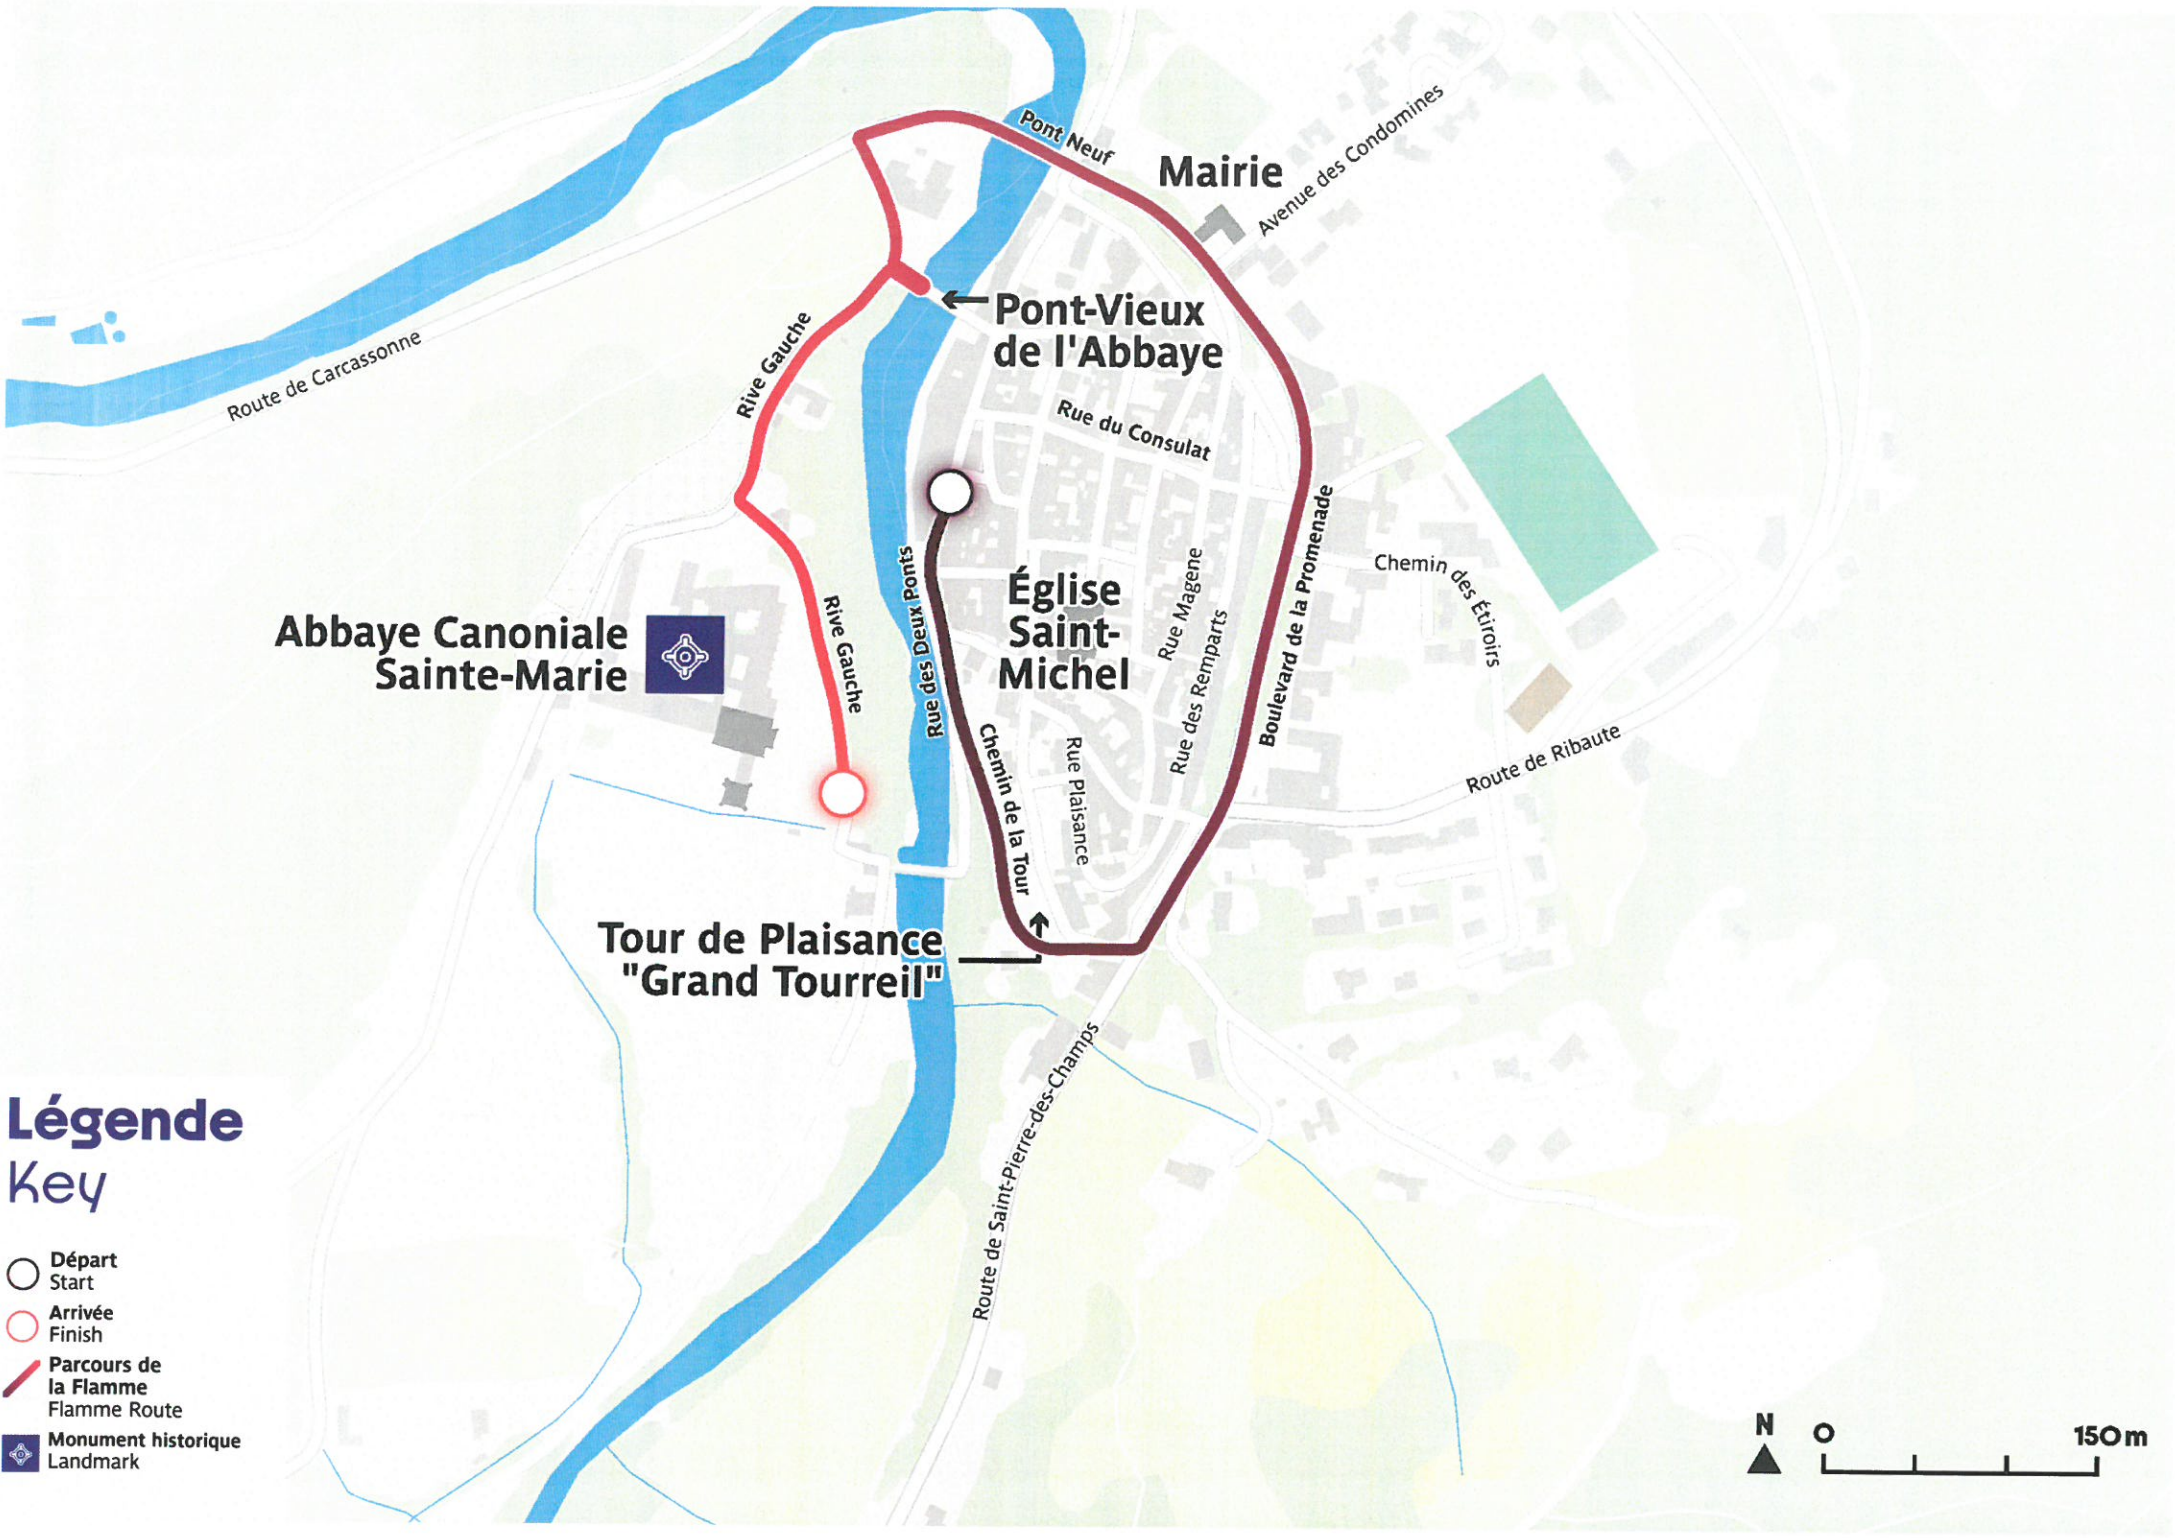 Pont Neuf
Mairie
Avenue des Condomines
Pont-Vieux
de l'Abbaye
Route de Carcassonne
Rive Gauche
Rue du Consulat
Boulevard de la Promenade
Chemin des Étiroirs
Rue des Deux Ponts
Église
Saint-
Michel
Rue Magene
Rue des Remparts
Abbaye Canoniale
Sainte-Marie
Rive Gauche
Chemin de la Tour
Rue Plaisance
Route de Ribaute
Tour de Plaisance
"Grand Tourreil"
Route de Saint-Pierre-des-Champs
Légende
Key
Départ
Start
Arrivée
Finish
Parcours de
la Flamme
Flamme Route
Monument historique
Landmark
N
0
150m